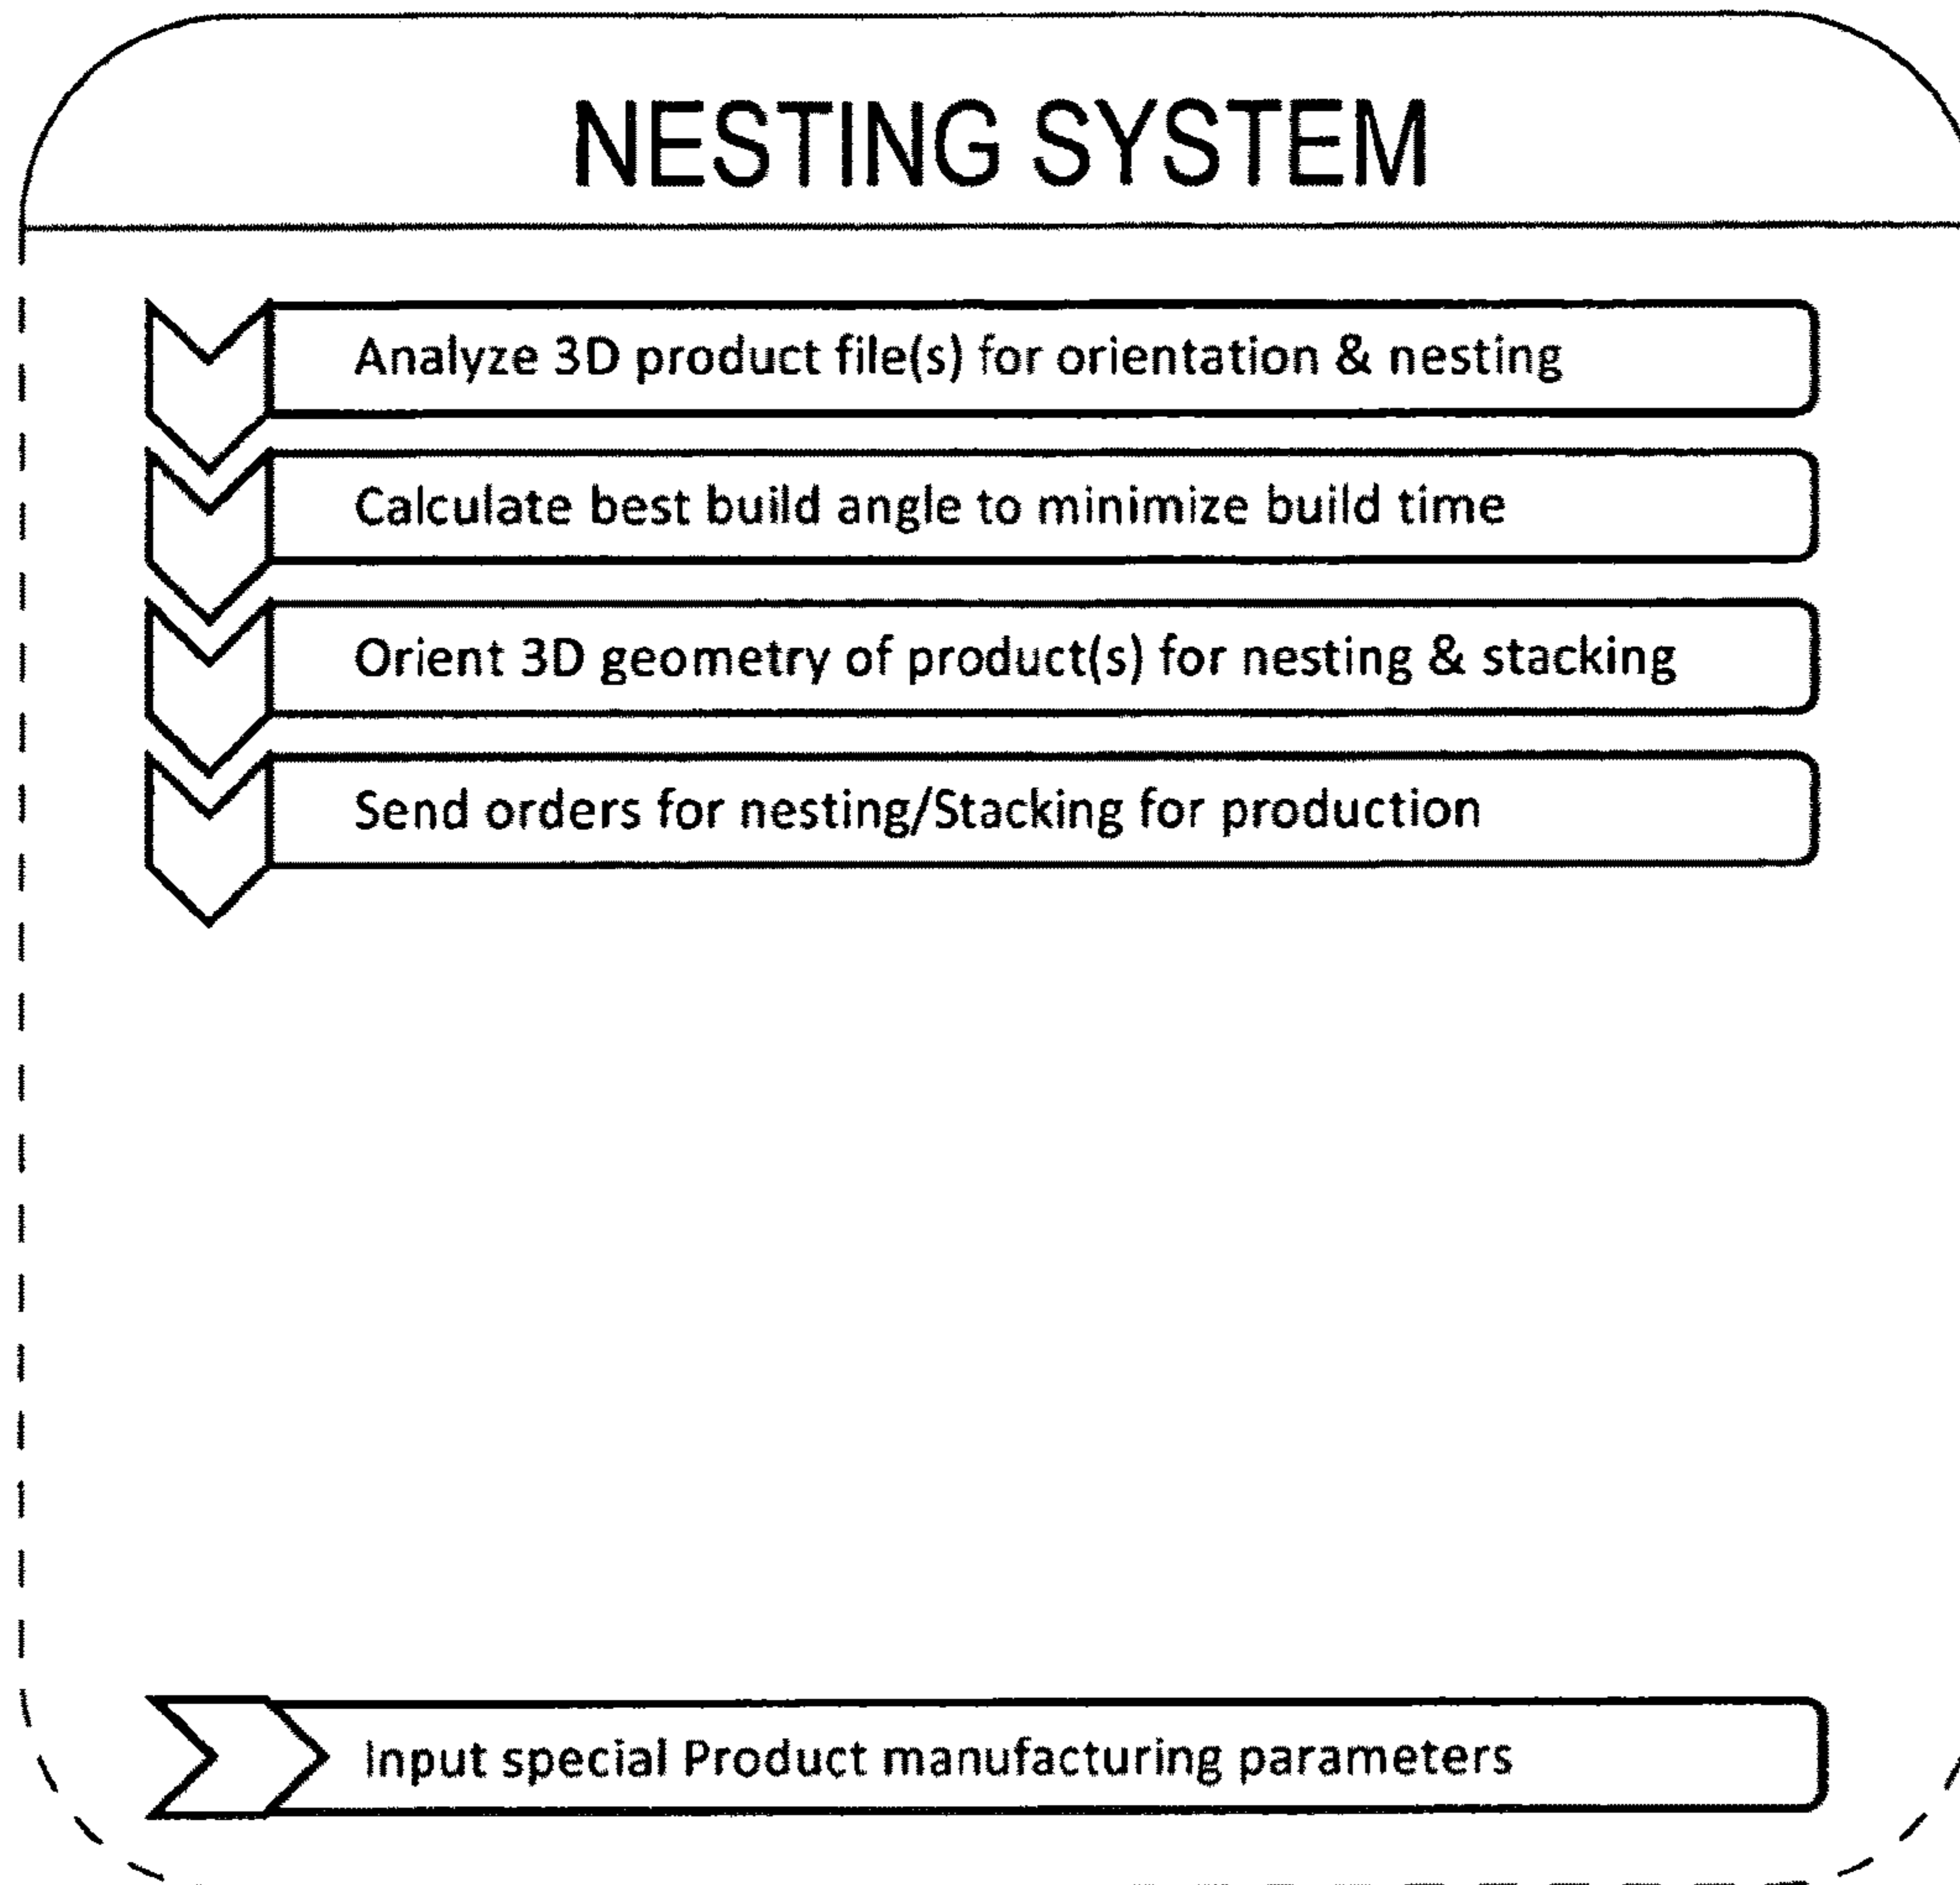 NESTING SYSTEM
Analyze 3D product file(s) for orientation & nesting
Calculate best build angle to minimize build time
Orient 3D geometry of product(s) for nesting & stacking
Send orders for nesting/Stacking for production
Input special Product manufacturing parameters